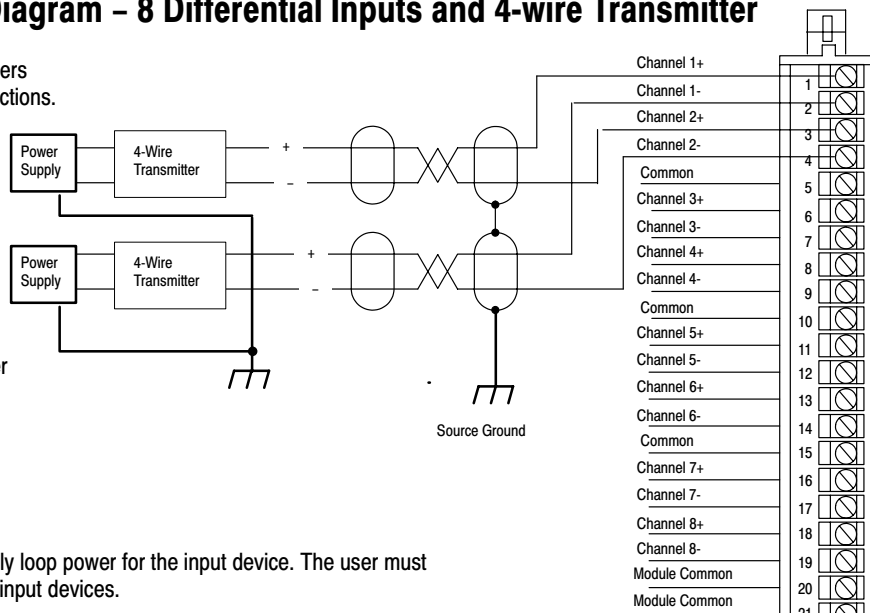 Diagram – 8 Differential Inputs and 4-wire Transmitter
ers
ctions.
Power
Supply
4-Wire
Transmitter
+
–
Power
Supply
4-Wire
Transmitter
+
–
er
Source Ground
ly loop power for the input device. The user must
input devices.
Channel 1+
Channel 1-
Channel 2+
Channel 2-
Common
Channel 3+
Channel 3-
Channel 4+
Channel 4-
Common
Channel 5+
Channel 5-
Channel 6+
Channel 6-
Common
Channel 7+
Channel 7-
Channel 8+
Channel 8-
Module Common
Module Common
1
2
3
4
5
6
7
8
9
10
11
12
13
14
15
16
17
18
19
20
21